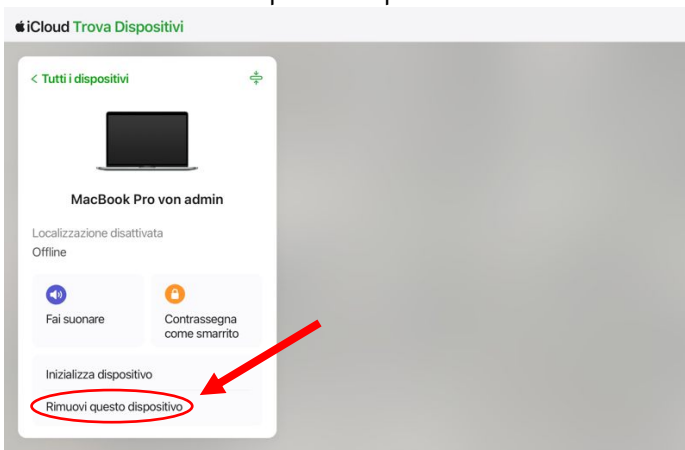 iCloud Trova Dispositivi
< Tutti i dispositivi
MacBook Pro von admin
Localizzazione disattivata
Offline
Fai suonare
Contrassegna
come smarrito
Inizializza dispositivo
Rimuovi questo dispositivo